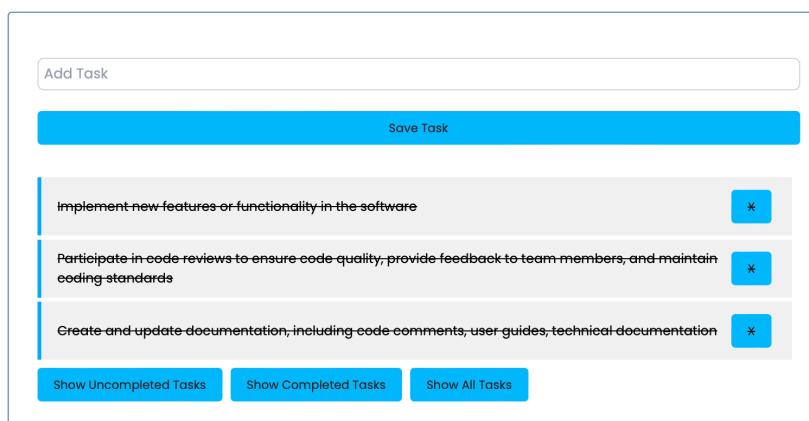 Add Task
Save Task
Implement new features or functionality in the software
x
Participate in code reviews to ensure code quality, provide feedback to team members, and maintain
coding standards
x
Create and update documentation, including code comments, user guides, technical documentation
x
Show Uncompleted Tasks Show Completed Tasks Show All Tasks